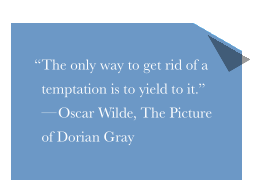 “The only way to get rid of a
temptation is to yield to it.”
—Oscar Wilde, The Picture
of Dorian Gray